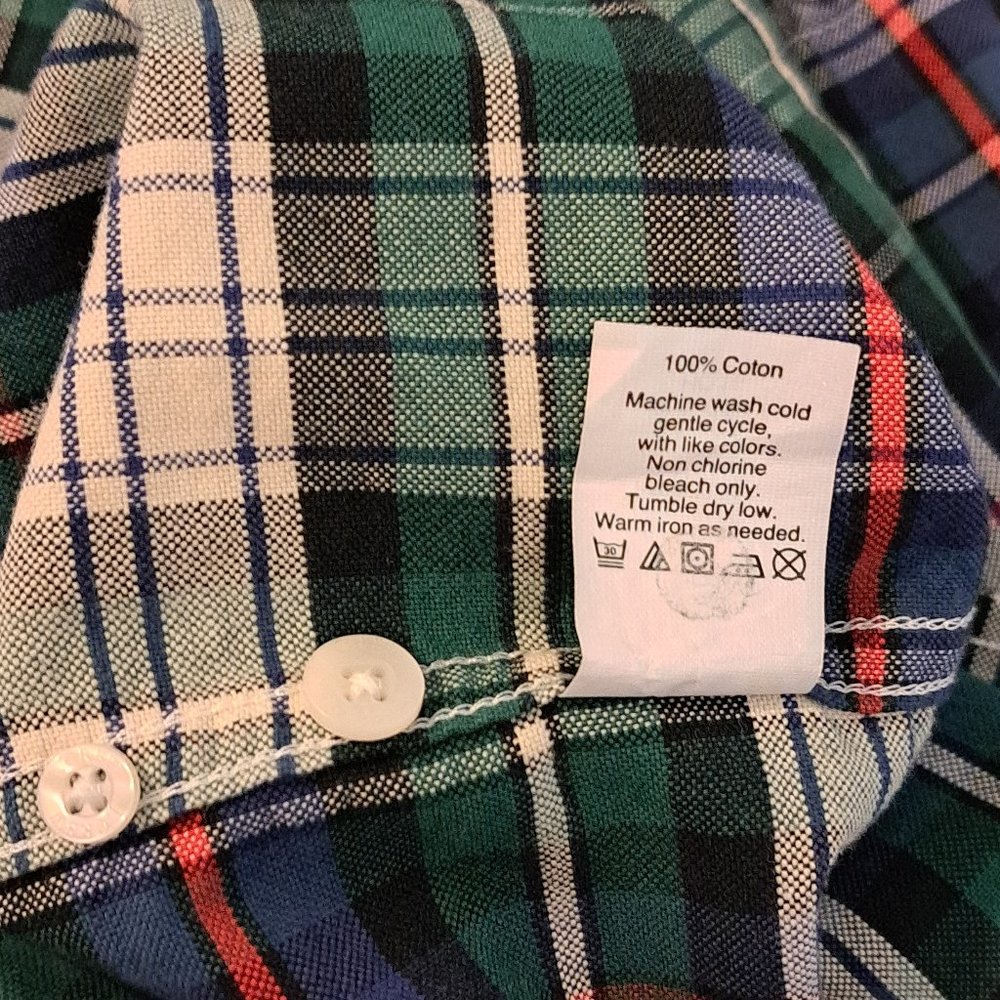 100% Coton
Machine wash cold
gentle cycle,
with like colors.
Non chlorine
bleach only.
Tumble dry low.
Warm iron as needed.
30